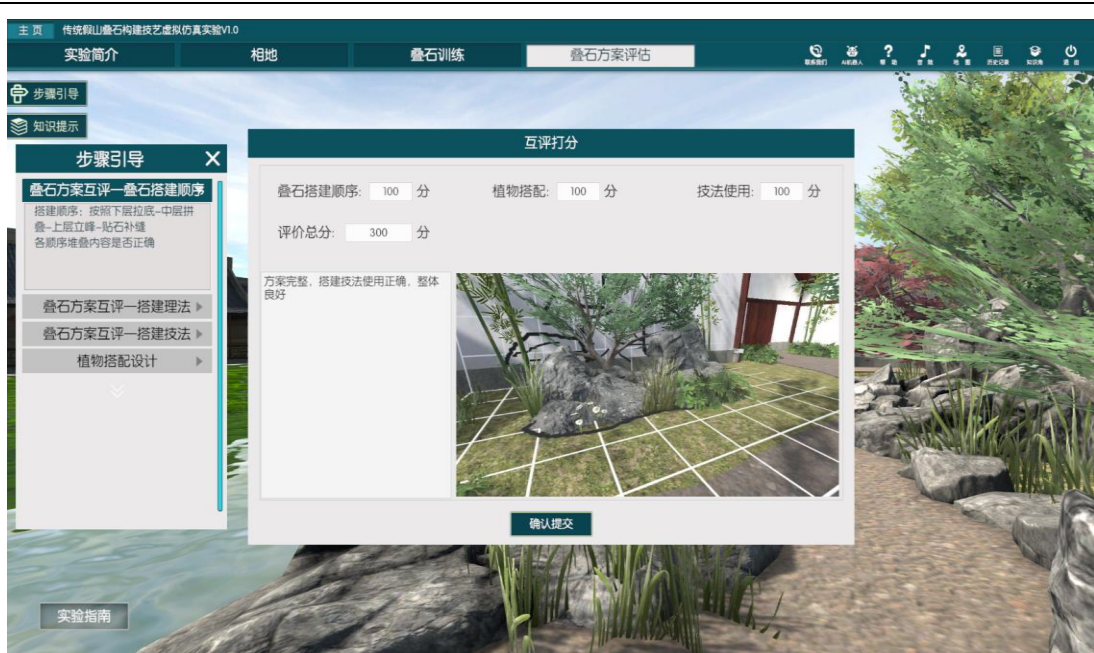 主页 传统假山叠石构建技艺虚拟仿真实验V1.0
实验简介 相地 叠石训练 叠石方案评估
联系我们 AI机器人 帮助 音效 地图 历史记录 知识角 退出
步骤引导
知识提示
步骤引导 X
叠石方案互评—叠石搭建顺序
搭建顺序：按照下层拉底-中层拼
叠-上层立峰-贴石补缝
各顺序堆叠内容是否正确
叠石方案互评—搭建理法
叠石方案互评—搭建技法
植物搭配设计
互评打分
叠石搭建顺序: 100 分 植物搭配: 100 分 技法使用: 100 分
评价总分: 300 分
方案完整，搭建技法使用正确，整体
良好
确认提交
实验指南